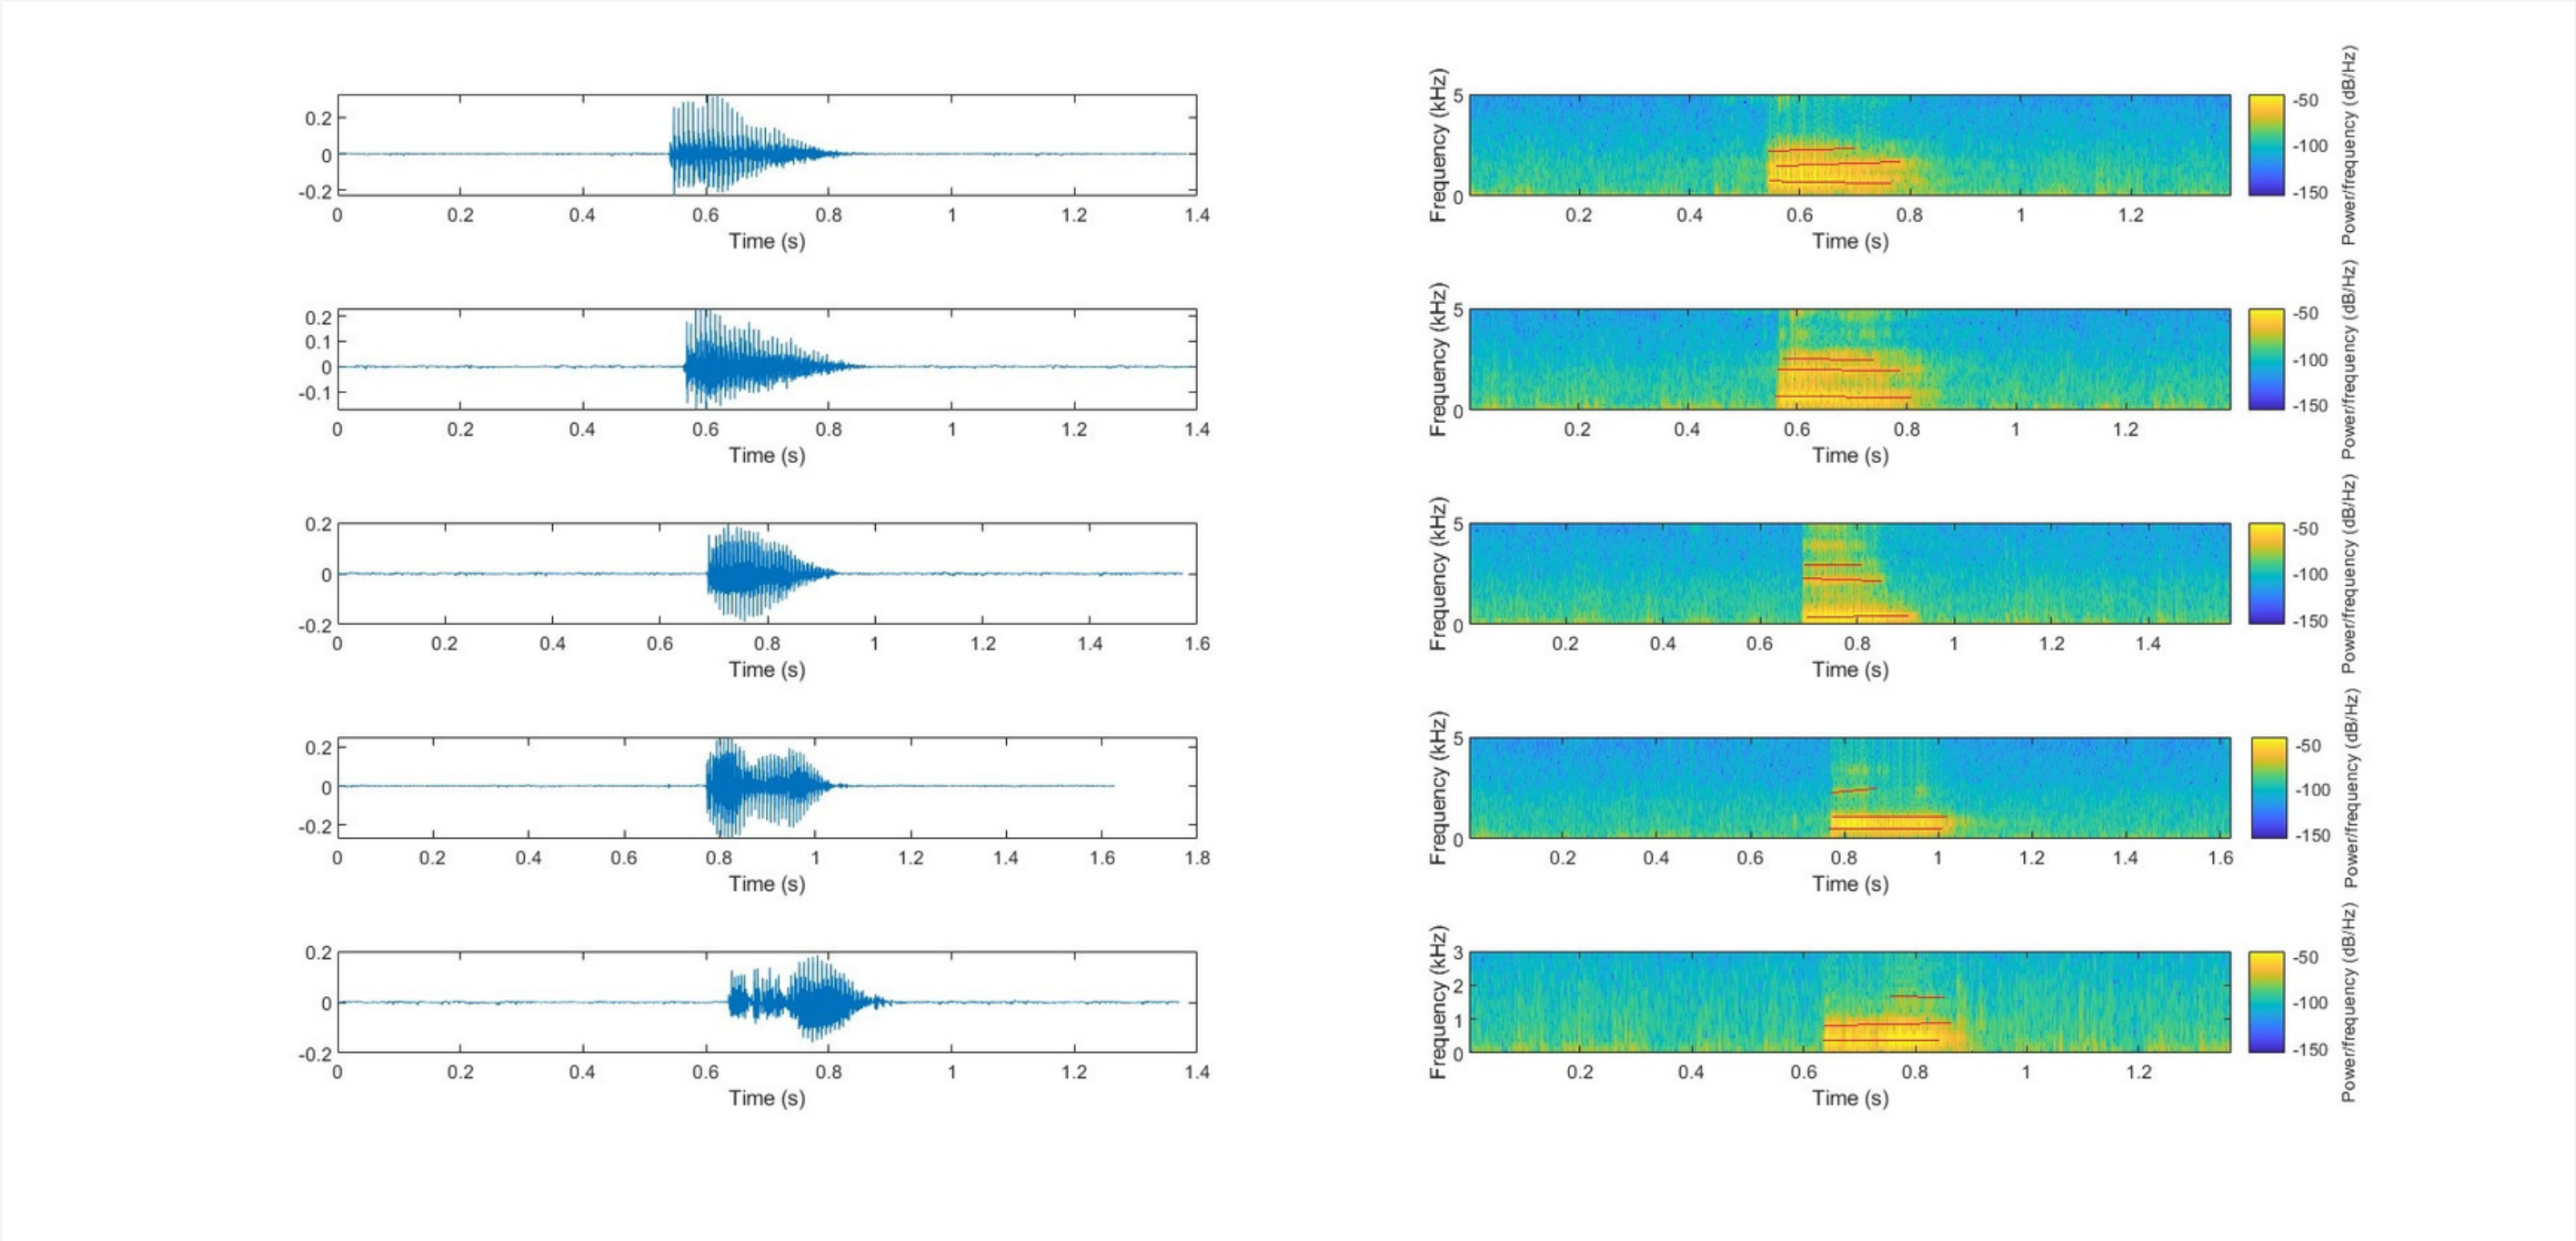 0.2
0
-0.2
0 0.2 0.4 0.6 0.8 1 1.2 1.4
Time (s)
Frequency (kHz)
5
0
0.2 0.4 0.6 0.8 1 1.2
Time (s)
-50
-100
-150
Power/frequency (dB/Hz)
0.2
0.1
0
-0.1
0 0.2 0.4 0.6 0.8 1 1.2 1.4
Time (s)
Frequency (kHz)
5
0
0.2 0.4 0.6 0.8 1 1.2
Time (s)
-50
-100
-150
Power/frequency (dB/Hz)
0.2
0
-0.2
0 0.2 0.4 0.6 0.8 1 1.2 1.4 1.6
Time (s)
Frequency (kHz)
5
0
0.2 0.4 0.6 0.8 1 1.2 1.4
Time (s)
-50
-100
-150
Power/frequency (dB/Hz)
0.2
0
-0.2
0 0.2 0.4 0.6 0.8 1 1.2 1.4 1.6 1.8
Time (s)
Frequency (kHz)
5
0
0.2 0.4 0.6 0.8 1 1.2 1.4 1.6
Time (s)
-50
-100
-150
Power/frequency (dB/Hz)
0.2
0
-0.2
0 0.2 0.4 0.6 0.8 1 1.2 1.4
Time (s)
Frequency (kHz)
3
2
1
0
0.2 0.4 0.6 0.8 1 1.2
Time (s)
-50
-100
-150
Power/frequency (dB/Hz)